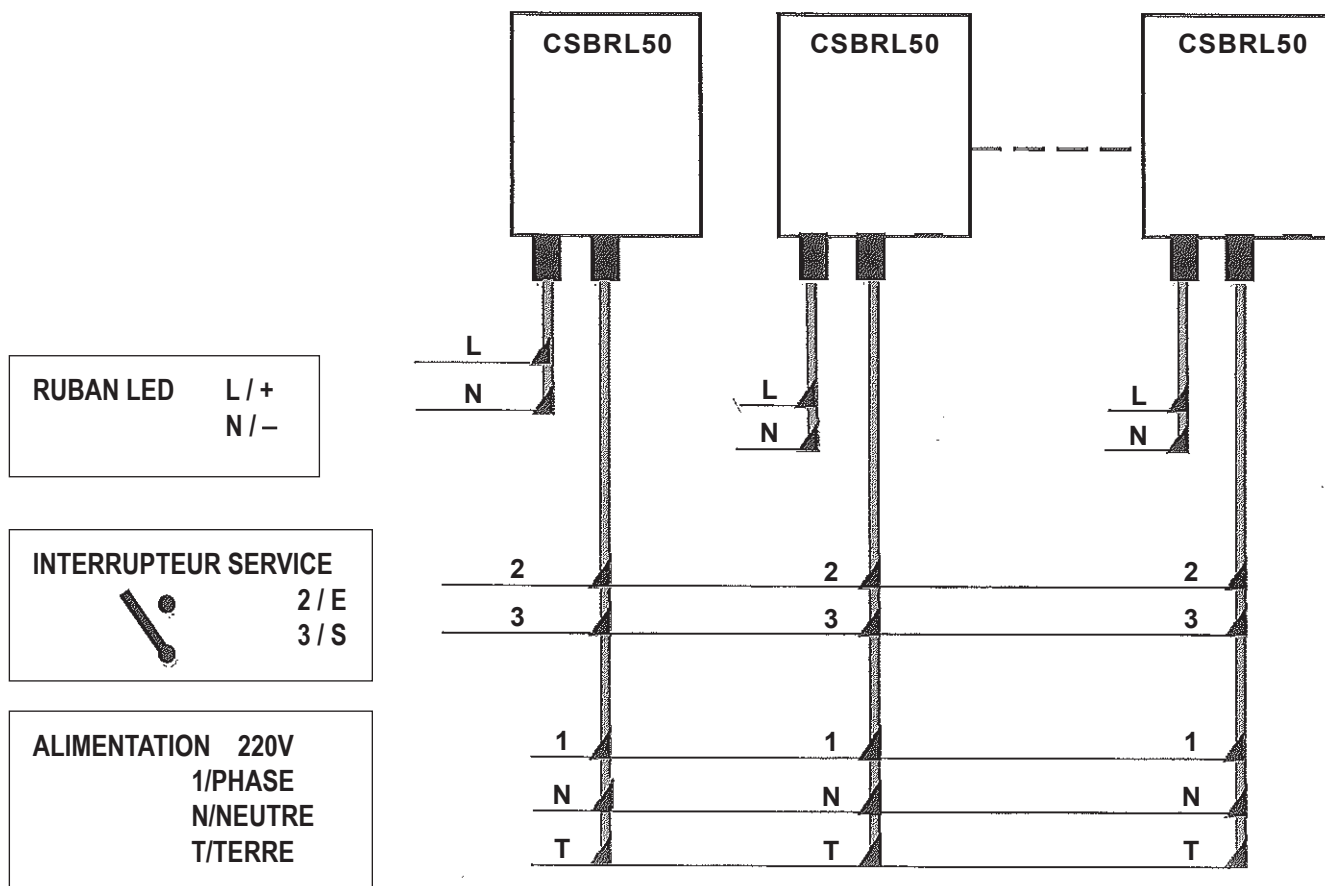 CSBRL50 CSBRL50 CSBRL50
L
N
L
N
L
N
RUBAN LED L / +
N / –
INTERRUPTEUR SERVICE
2 / E
3 / S
2 2 2
3 3 3
ALIMENTATION 220V
1/PHASE
N/NEUTRE
T/TERRE
1 1 1
N N N
T T T